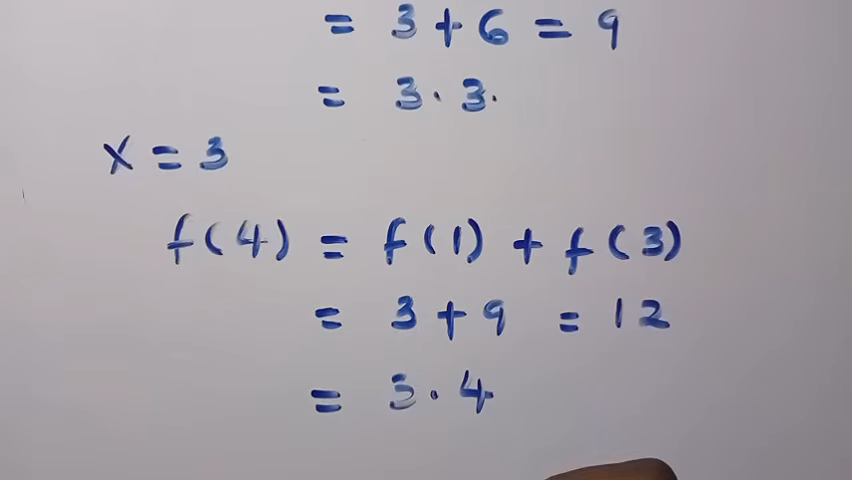 = 3 + 6 = 9
= 3 · 3.
x = 3
f(4) = f(1) + f(3)
= 3 + 9 = 12
= 3 · 4